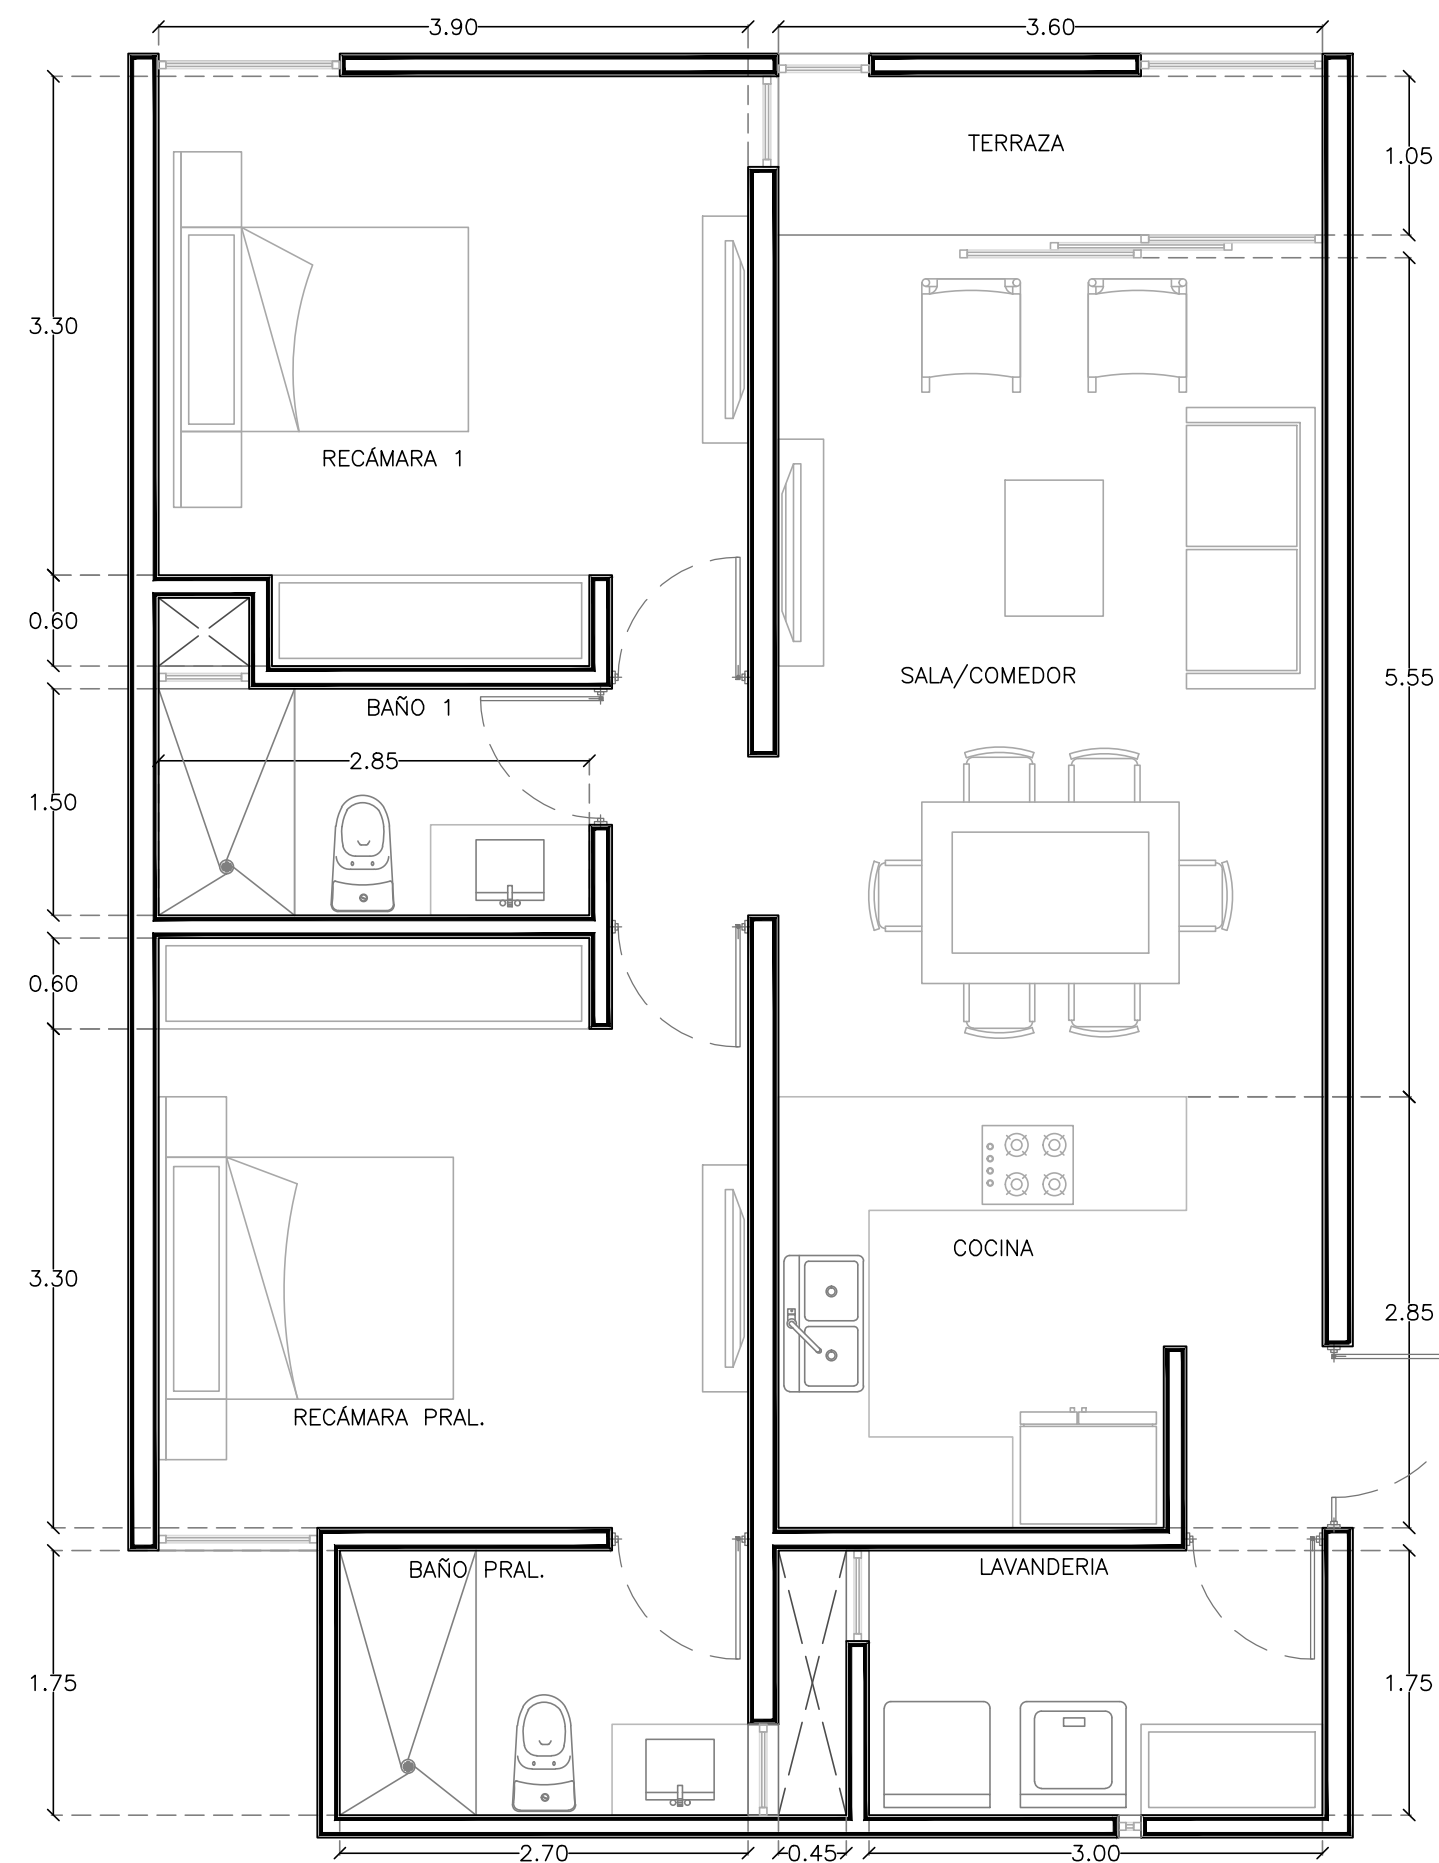 3.90
3.60
TERRAZA
1.05
3.30
RECÁMARA 1
0.60
SALA/COMEDOR
5.55
BAÑO 1
2.85
1.50
0.60
COCINA
3.30
2.85
RECÁMARA PRAL.
BAÑO PRAL.
LAVANDERIA
1.75
1.75
2.70
0.45
3.00